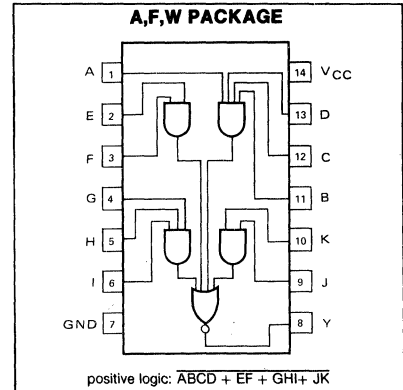 A,F,W PACKAGE
A 1 14 VCC
E 2 13 D
F 3 12 C
G 4 11 B
H 5 10 K
I 6 9 J
GND 7 8 Y
positive logic: ABCD + EF + GHI + JK